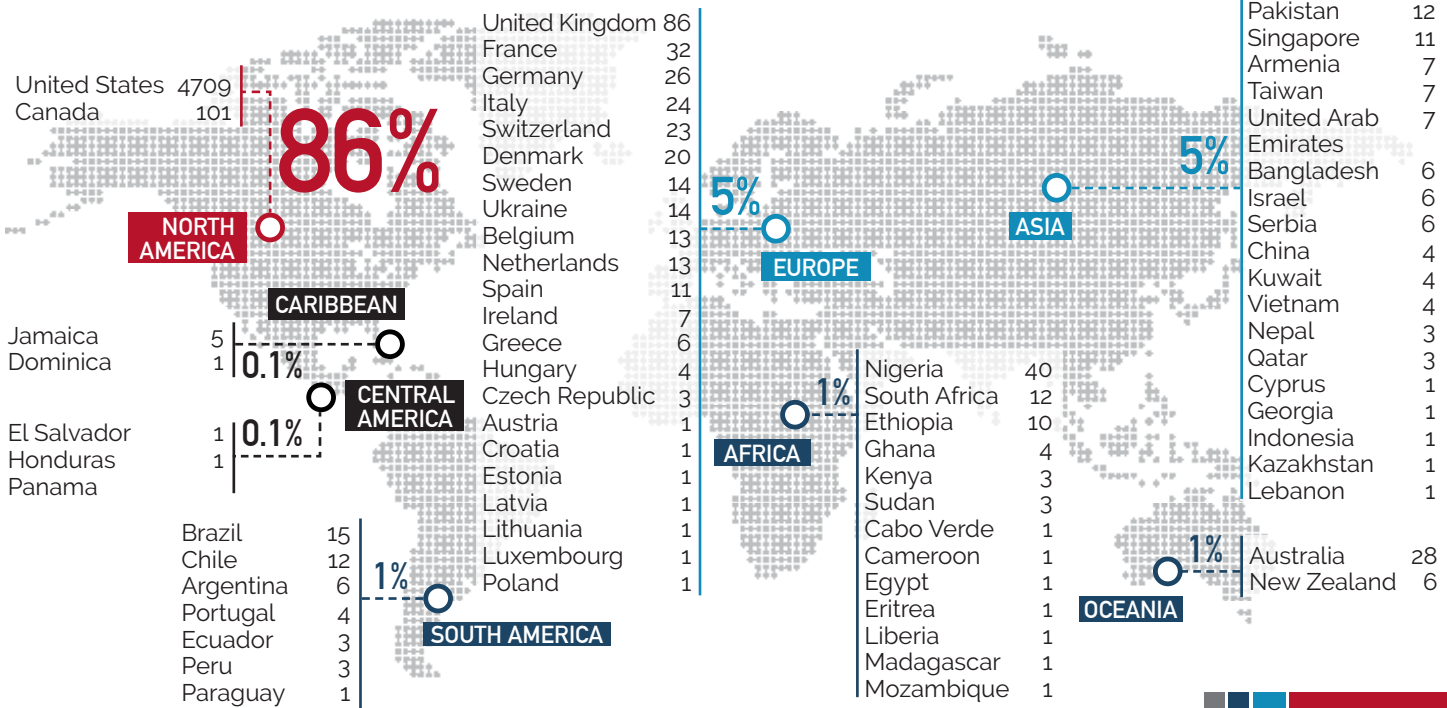 United States 4709
Canada 101
86%
NORTH
AMERICA
CARIBBEAN
Jamaica 5
Dominica 1
0.1%
CENTRAL
AMERICA
El Salvador 1
Honduras 1
Panama
0.1%
Brazil 15
Chile 12
Argentina 6
Portugal 4
Ecuador 3
Peru 3
Paraguay 1
1%
SOUTH AMERICA
United Kingdom 86
France 32
Germany 26
Italy 24
Switzerland 23
Denmark 20
Sweden 14
Ukraine 14
Belgium 13
Netherlands 13
Spain 11
Ireland 7
Greece 6
Hungary 4
Czech Republic 3
Austria 1
Croatia 1
Estonia 1
Latvia 1
Lithuania 1
Luxembourg 1
Poland 1
5%
EUROPE
Nigeria 40
South Africa 12
Ethiopia 10
Ghana 4
Kenya 3
Sudan 3
Cabo Verde 1
Cameroon 1
Egypt 1
Eritrea 1
Liberia 1
Madagascar 1
Mozambique 1
1%
AFRICA
5%
ASIA
Pakistan 12
Singapore 11
Armenia 7
Taiwan 7
United Arab 7
Emirates
Bangladesh 6
Israel 6
Serbia 6
China 4
Kuwait 4
Vietnam 4
Nepal 3
Qatar 3
Cyprus 1
Georgia 1
Indonesia 1
Kazakhstan 1
Lebanon 1
1%
OCEANIA
Australia 28
New Zealand 6